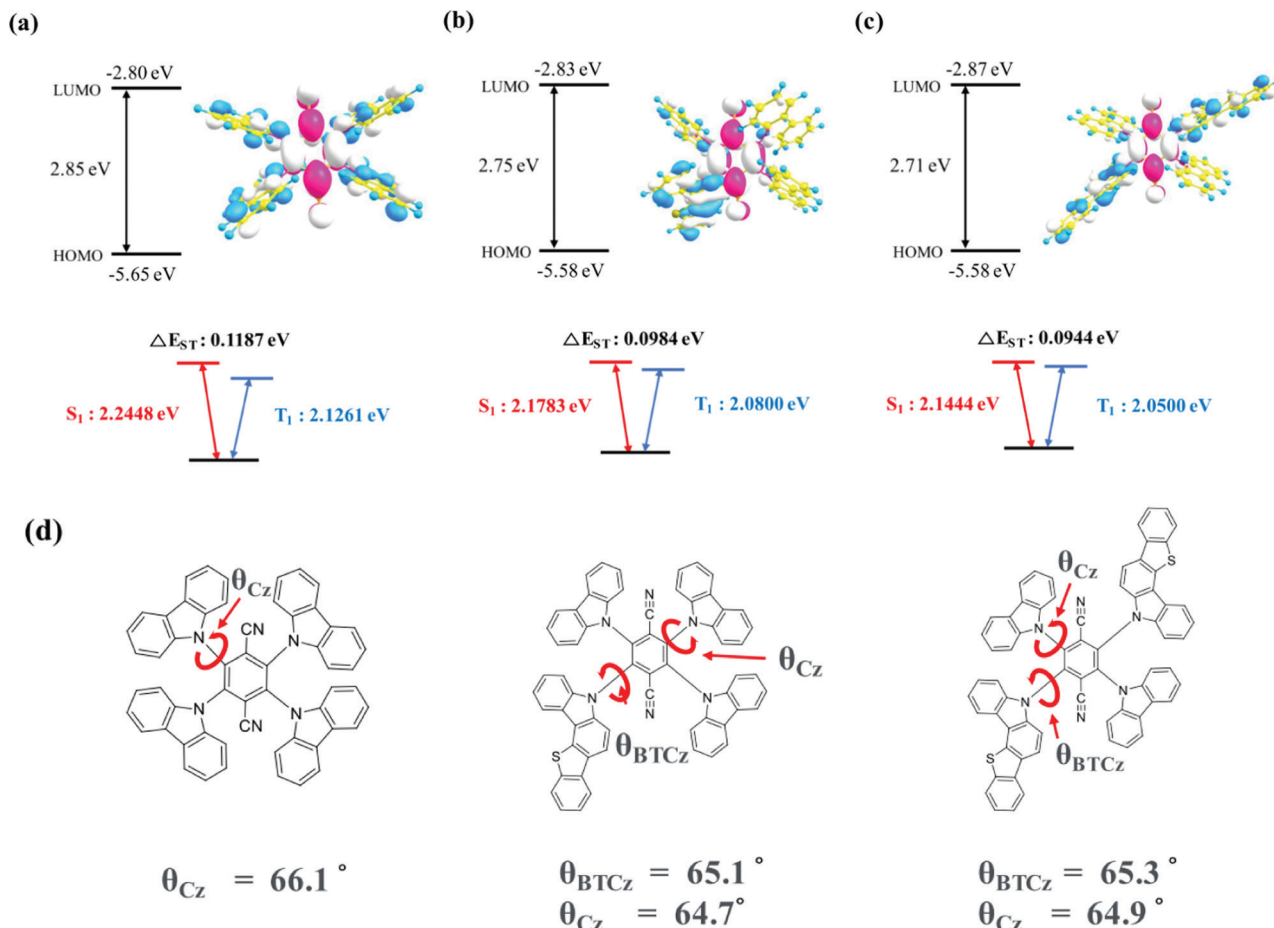 (a)
-2.80 eV
LUMO
2.85 eV
HOMO
-5.65 eV
△EST : 0.1187 eV
S1 : 2.2448 eV
T1 : 2.1261 eV
(b)
-2.83 eV
LUMO
2.75 eV
HOMO
-5.58 eV
△EST : 0.0984 eV
S1 : 2.1783 eV
T1 : 2.0800 eV
(c)
-2.87 eV
LUMO
2.71 eV
HOMO
-5.58 eV
△EST : 0.0944 eV
S1 : 2.1444 eV
T1 : 2.0500 eV
(d)
θCz
N
CN
N
N
CN
N
θCz = 66.1 °
N
N
N
θCz
N
N
N
θBTCz
S
θBTCz = 65.1 °
θCz = 64.7°
S
θCz
N
N
N
N
N
N
S
θBTCz
θBTCz = 65.3 °
θCz = 64.9 °